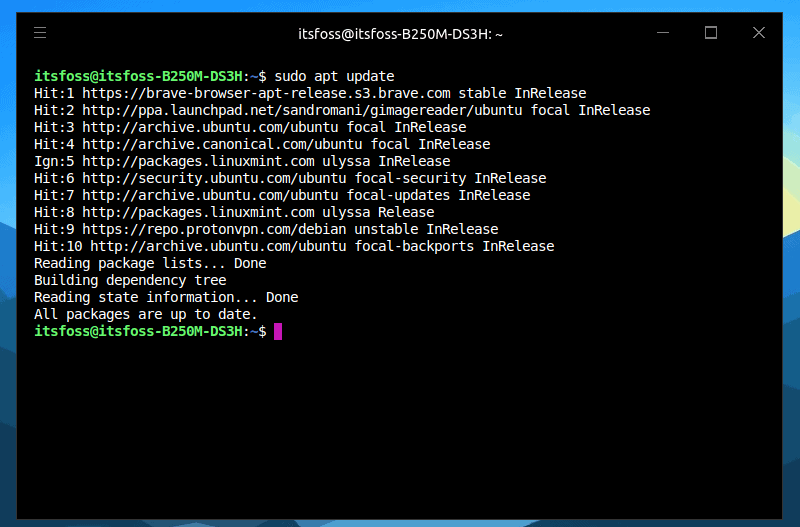 itsfoss@itsfoss-B250M-DS3H: ~
itsfoss@itsfoss-B250M-DS3H:~$ sudo apt update
Hit:1 https://brave-browser-apt-release.s3.brave.com stable InRelease
Hit:2 http://ppa.launchpad.net/sandromani/gimagereader/ubuntu focal InRelease
Hit:3 http://archive.ubuntu.com/ubuntu focal InRelease
Hit:4 http://archive.canonical.com/ubuntu focal InRelease
Ign:5 http://packages.linuxmint.com ulyssa InRelease
Hit:6 http://security.ubuntu.com/ubuntu focal-security InRelease
Hit:7 http://archive.ubuntu.com/ubuntu focal-updates InRelease
Hit:8 http://packages.linuxmint.com ulyssa Release
Hit:9 https://repo.protonvpn.com/debian unstable InRelease
Hit:10 http://archive.ubuntu.com/ubuntu focal-backports InRelease
Reading package lists... Done
Building dependency tree
Reading state information... Done
All packages are up to date.
itsfoss@itsfoss-B250M-DS3H:~$